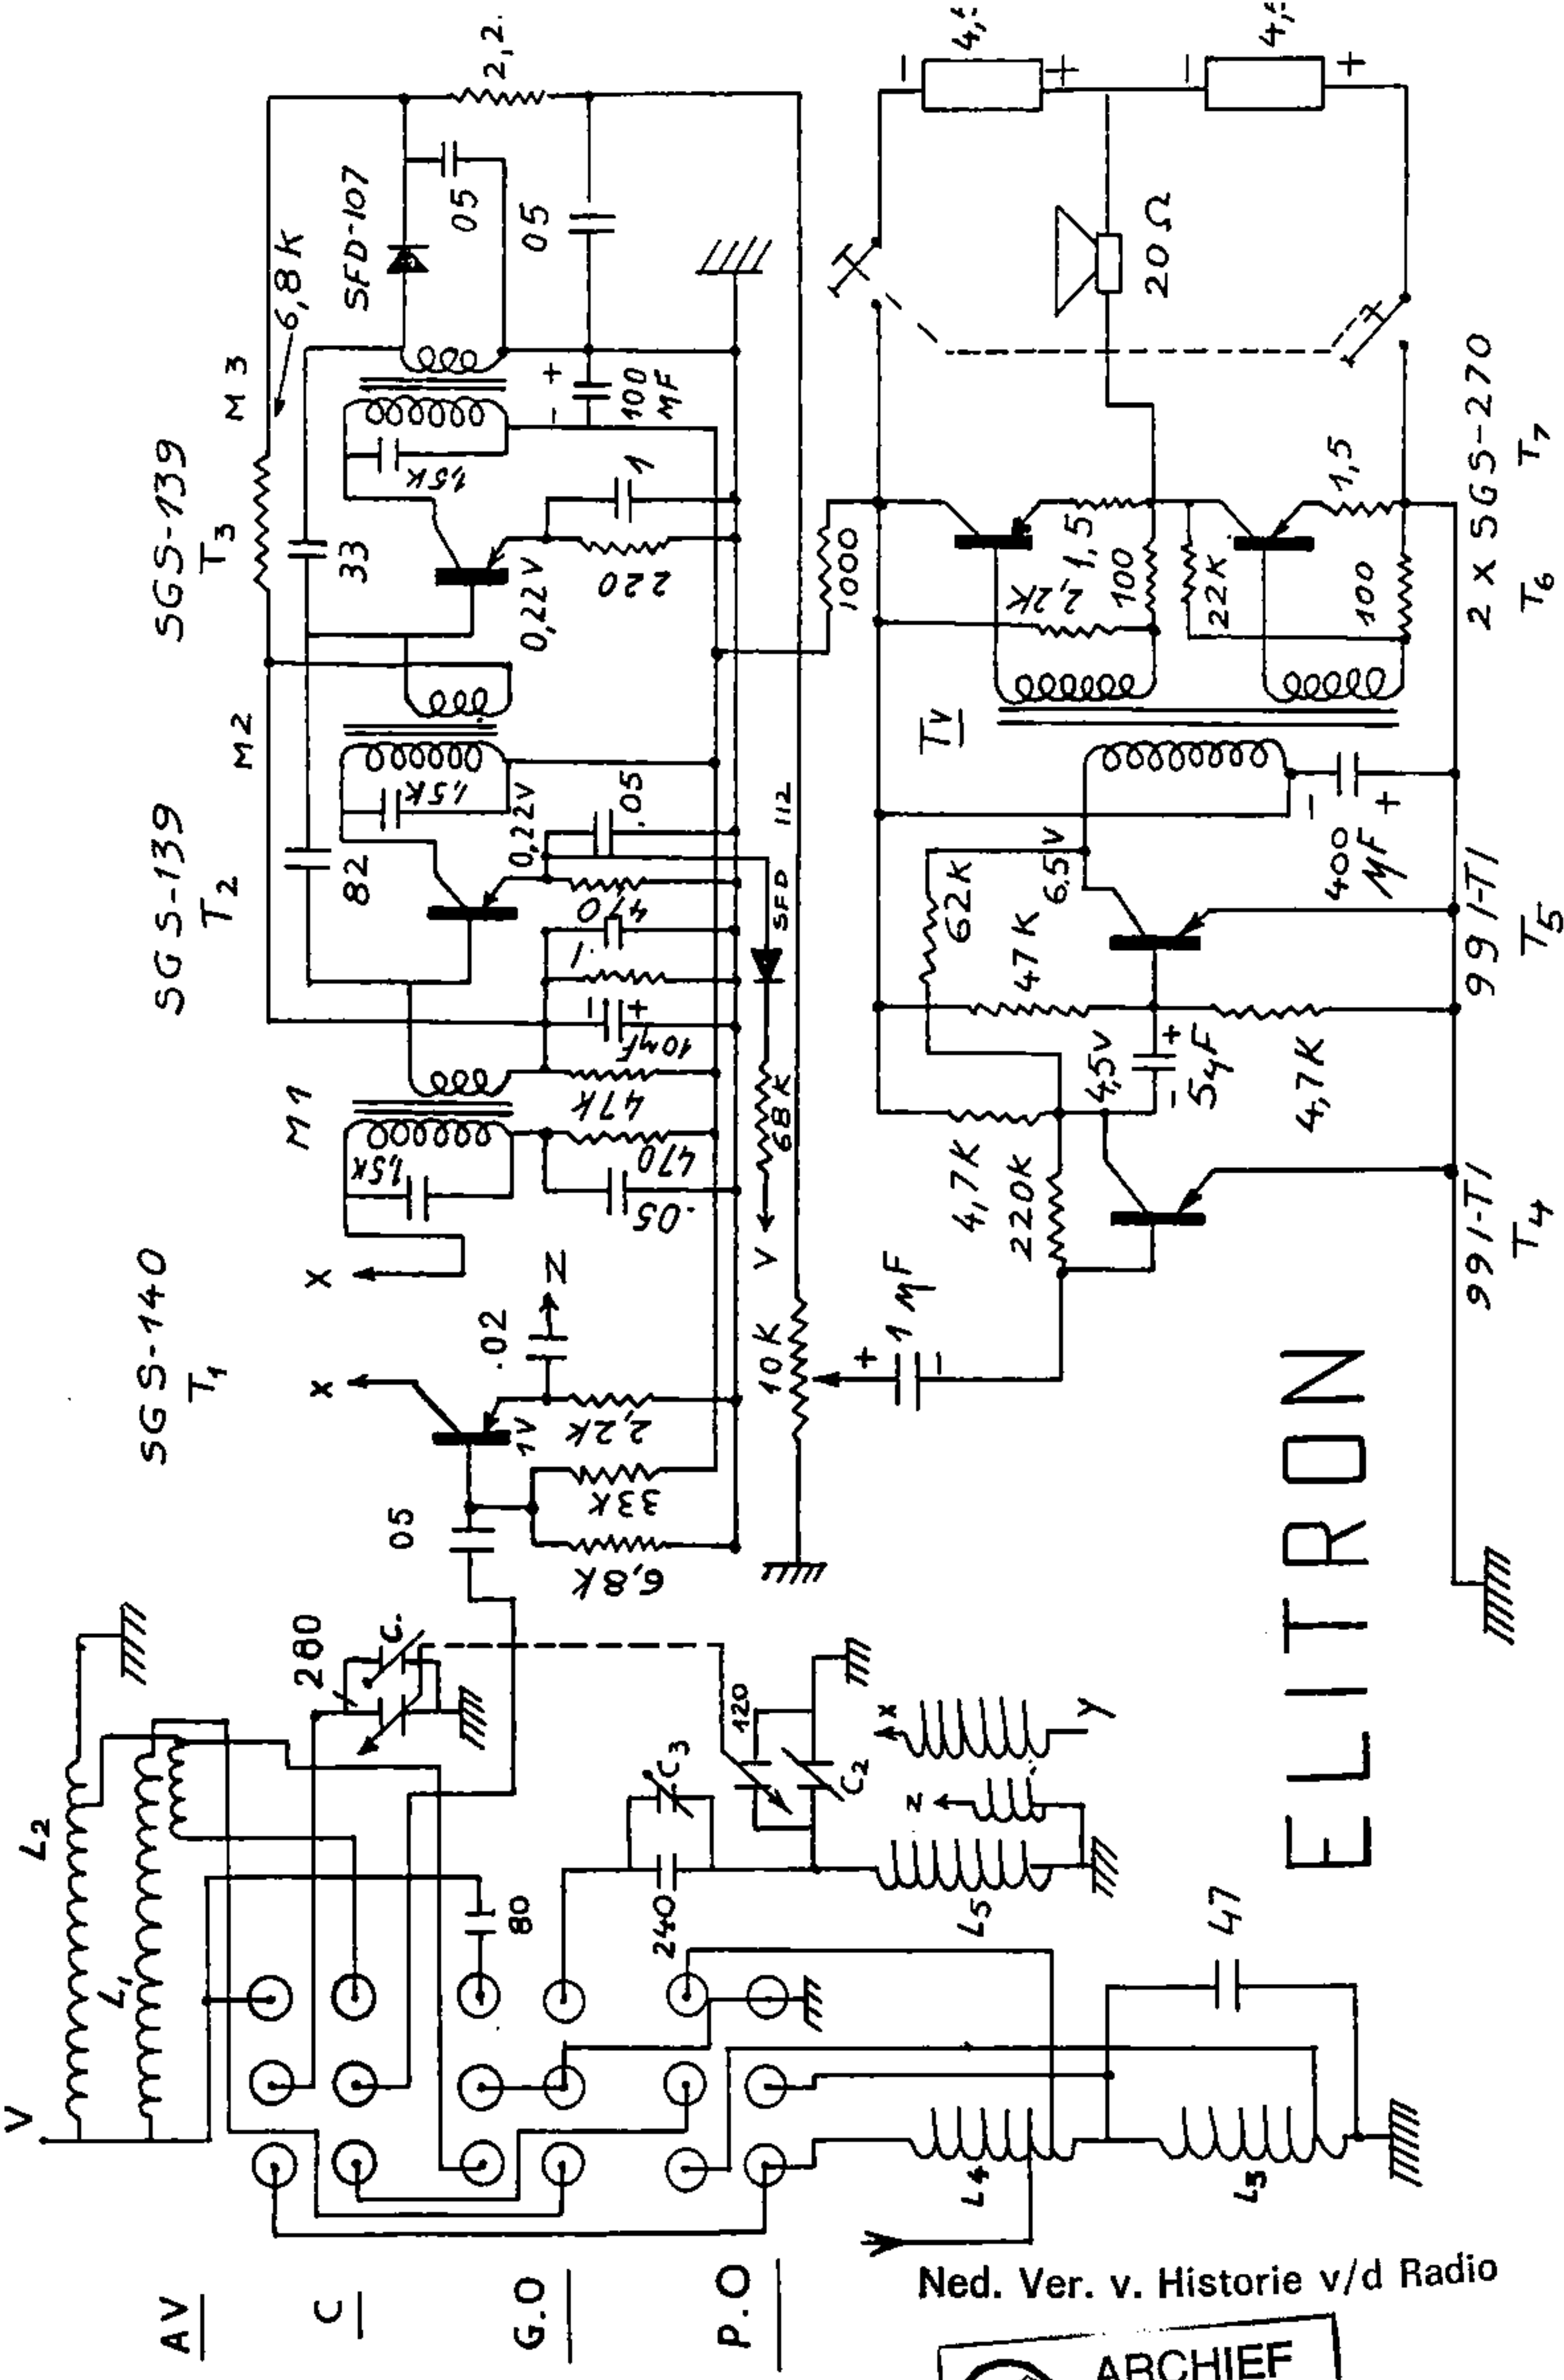 SGS-140
T1
SGS-139
T2
SGS-139
T3
M1
M2
M3
6,8K
SFD-107
05
05
2,2
33
82
1,5K
1,5K
1,5K
X
X
0,22V
0,22V
1V
220
1
100 MF
- +
470
.05
1
10MF
- +
47K
470
.05
.02
Z
2,2K
33K
6,8K
05
V
68K
SFD 112
10K
1000
1 MF
+ -
L2
L1
V
280
C.
80
240
C3
120
C2
L5
Z
X
Y
47
L4
L3
AV
C
G.O
P.O
4,7K
220K
4,5V
5µF
- +
62K
47K
4,7K
6,5V
400 MF
- +
TV
2,2K
1,5
100
22K
100
1,5
20 Ω
- +
- +
991-T1
T4
991-T1
T5
2 x SGS-270
T6 T7
ELITRON
Ned. Ver. v. Historie v/d Radio
ARCHIEF